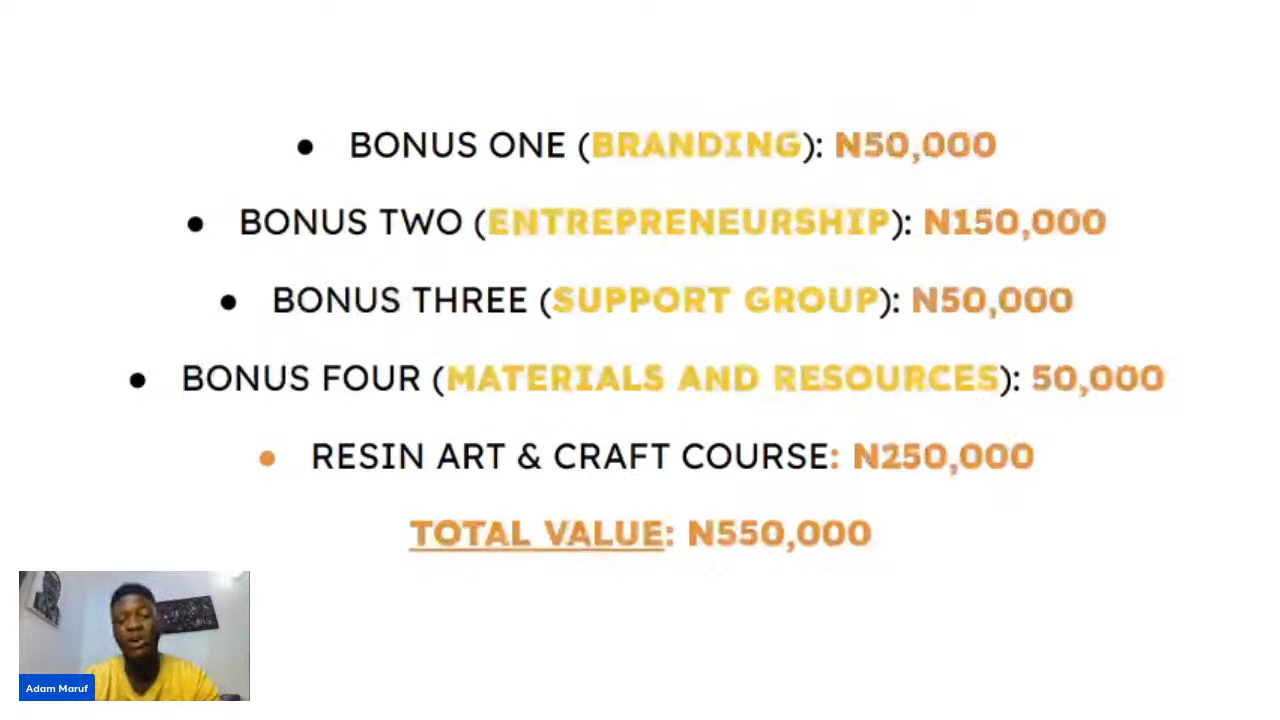 ● BONUS ONE (BRANDING): N50,000
● BONUS TWO (ENTREPRENEURSHIP): N150,000
● BONUS THREE (SUPPORT GROUP): N50,000
● BONUS FOUR (MATERIALS AND RESOURCES): 50,000
● RESIN ART & CRAFT COURSE: N250,000
TOTAL VALUE: N550,000
Adam Maruf